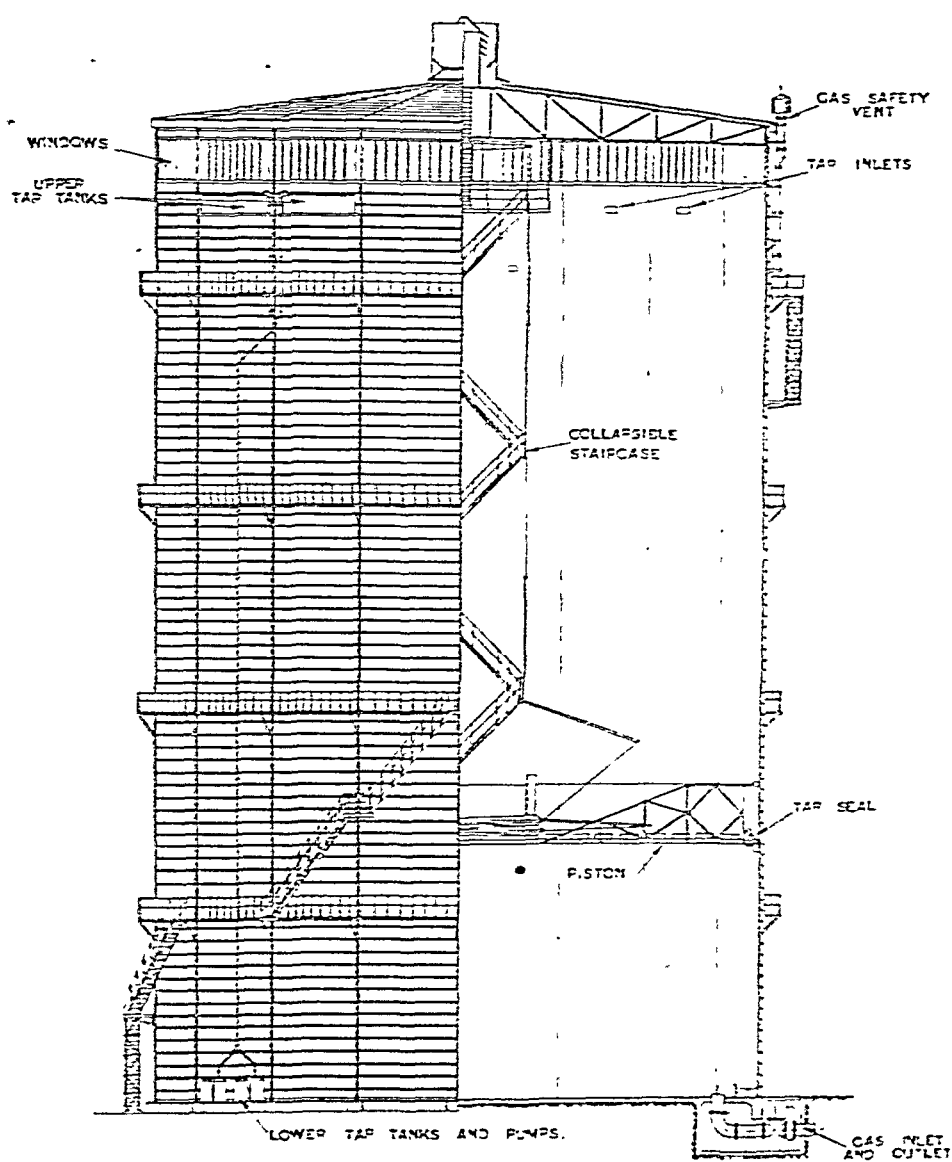 GAS SAFETY
VENT
WINDOWS
TAR INLETS
UPPER
TAR TANKS
COLLAPSIBLE
STAIRCASE
TAR SEAL
PISTON
LOWER TAR TANKS AND PUMPS.
GAS INLET
AND OUTLET